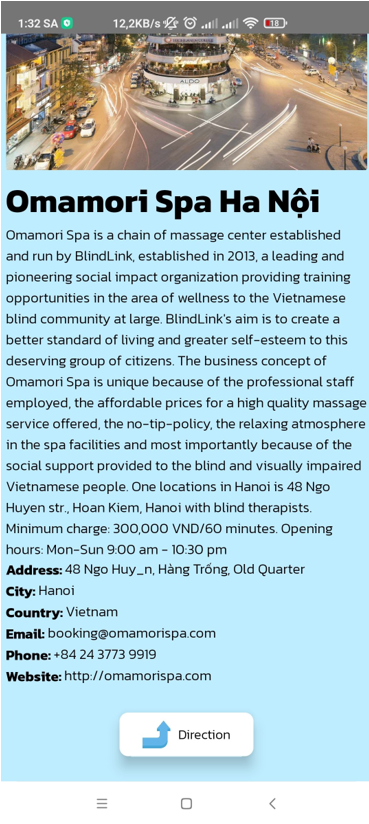 1:32 SA 12,2KB/s 18
ALDO
Omamori Spa Ha Nội
Omamori Spa is a chain of massage center established
and run by BlindLink, established in 2013, a leading and
pioneering social impact organization providing training
opportunities in the area of wellness to the Vietnamese
blind community at large. BlindLink's aim is to create a
better standard of living and greater self-esteem to this
deserving group of citizens. The business concept of
Omamori Spa is unique because of the professional staff
employed, the affordable prices for a high quality massage
service offered, the no-tip-policy, the relaxing atmosphere
in the spa facilities and most importantly because of the
social support provided to the blind and visually impaired
Vietnamese people. One locations in Hanoi is 48 Ngo
Huyen str., Hoan Kiem, Hanoi with blind therapists.
Minimum charge: 300,000 VND/60 minutes. Opening
hours: Mon-Sun 9:00 am - 10:30 pm
Address: 48 Ngo Huy_n, Hàng Trống, Old Quarter
City: Hanoi
Country: Vietnam
Email: booking@omamorispa.com
Phone: +84 24 3773 9919
Website: http://omamorispa.com
Direction